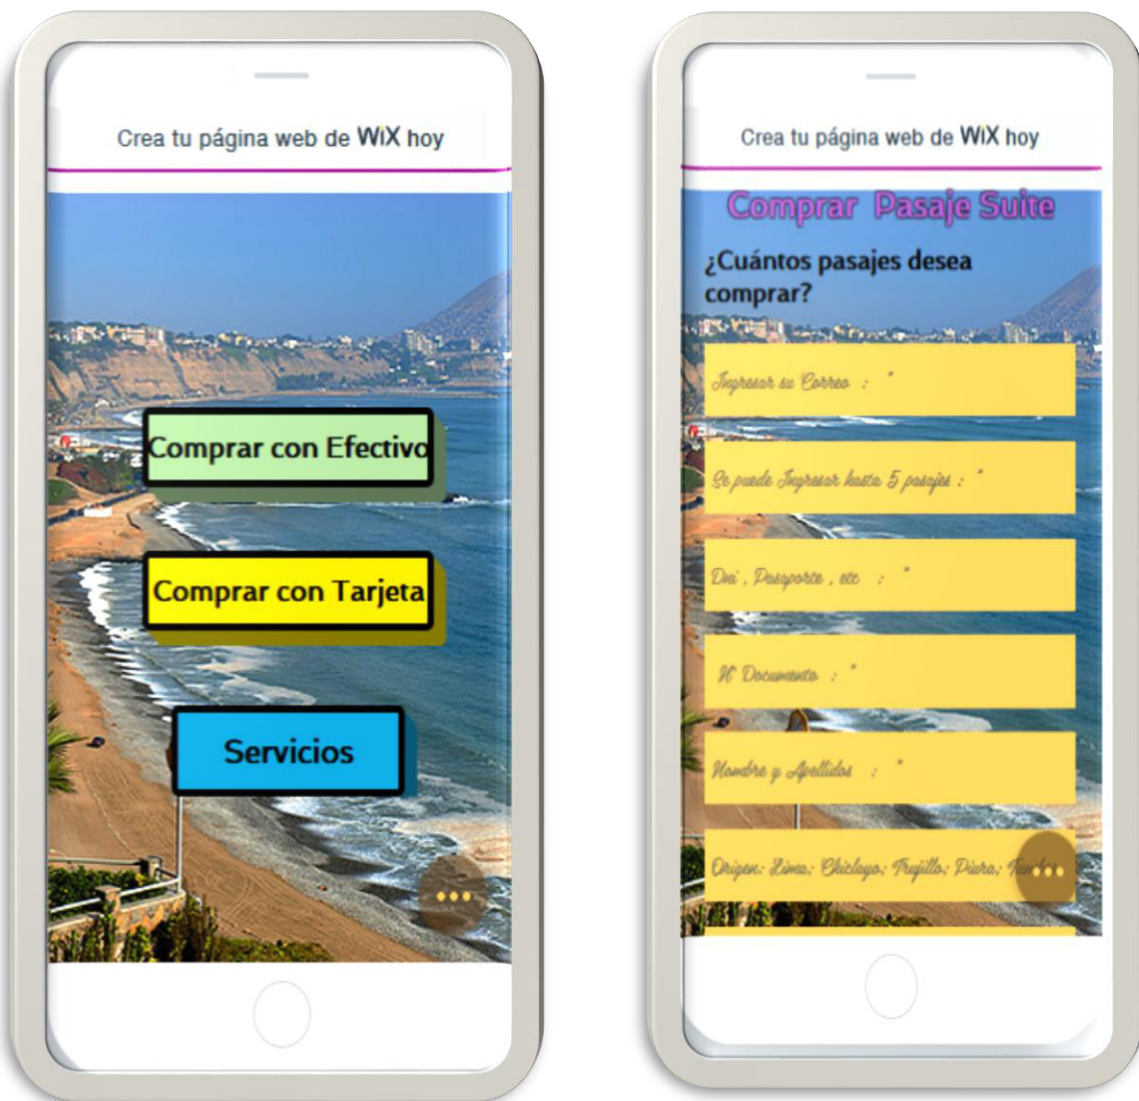 Crea tu página web de WiX hoy
Comprar con Efectivo
Comprar con Tarjeta
Servicios
Crea tu página web de WiX hoy
Comprar Pasaje Suite
¿Cuántos pasajes desea
comprar?
Ingresar su Correo : *
Se puede Ingresar hasta 5 pasajes : *
Dni , Pasaporte , etc : *
N° Documento : *
Nombre y Apellidos : *
Origen: Lima; Chiclayo; Trujillo; Piura;